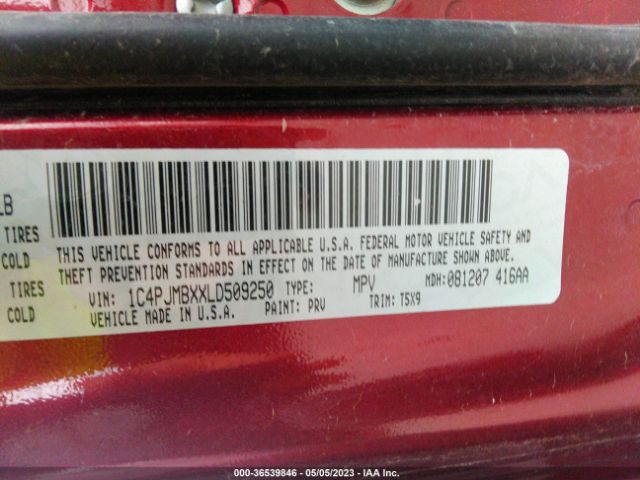 LB
TIRES
COLD
TIRES
COLD
THIS VEHICLE CONFORMS TO ALL APPLICABLE U.S.A. FEDERAL MOTOR VEHICLE SAFETY AND
THEFT PREVENTION STANDARDS IN EFFECT ON THE DATE OF MANUFACTURE SHOWN ABOVE.
VIN: 1C4PJMBXXLD509250 TYPE: MPV MDH: 081207 416AA
VEHICLE MADE IN U.S.A. PAINT: PRV TRIM: T5X9
000-36539846 - 05/05/2023 - IAA Inc.